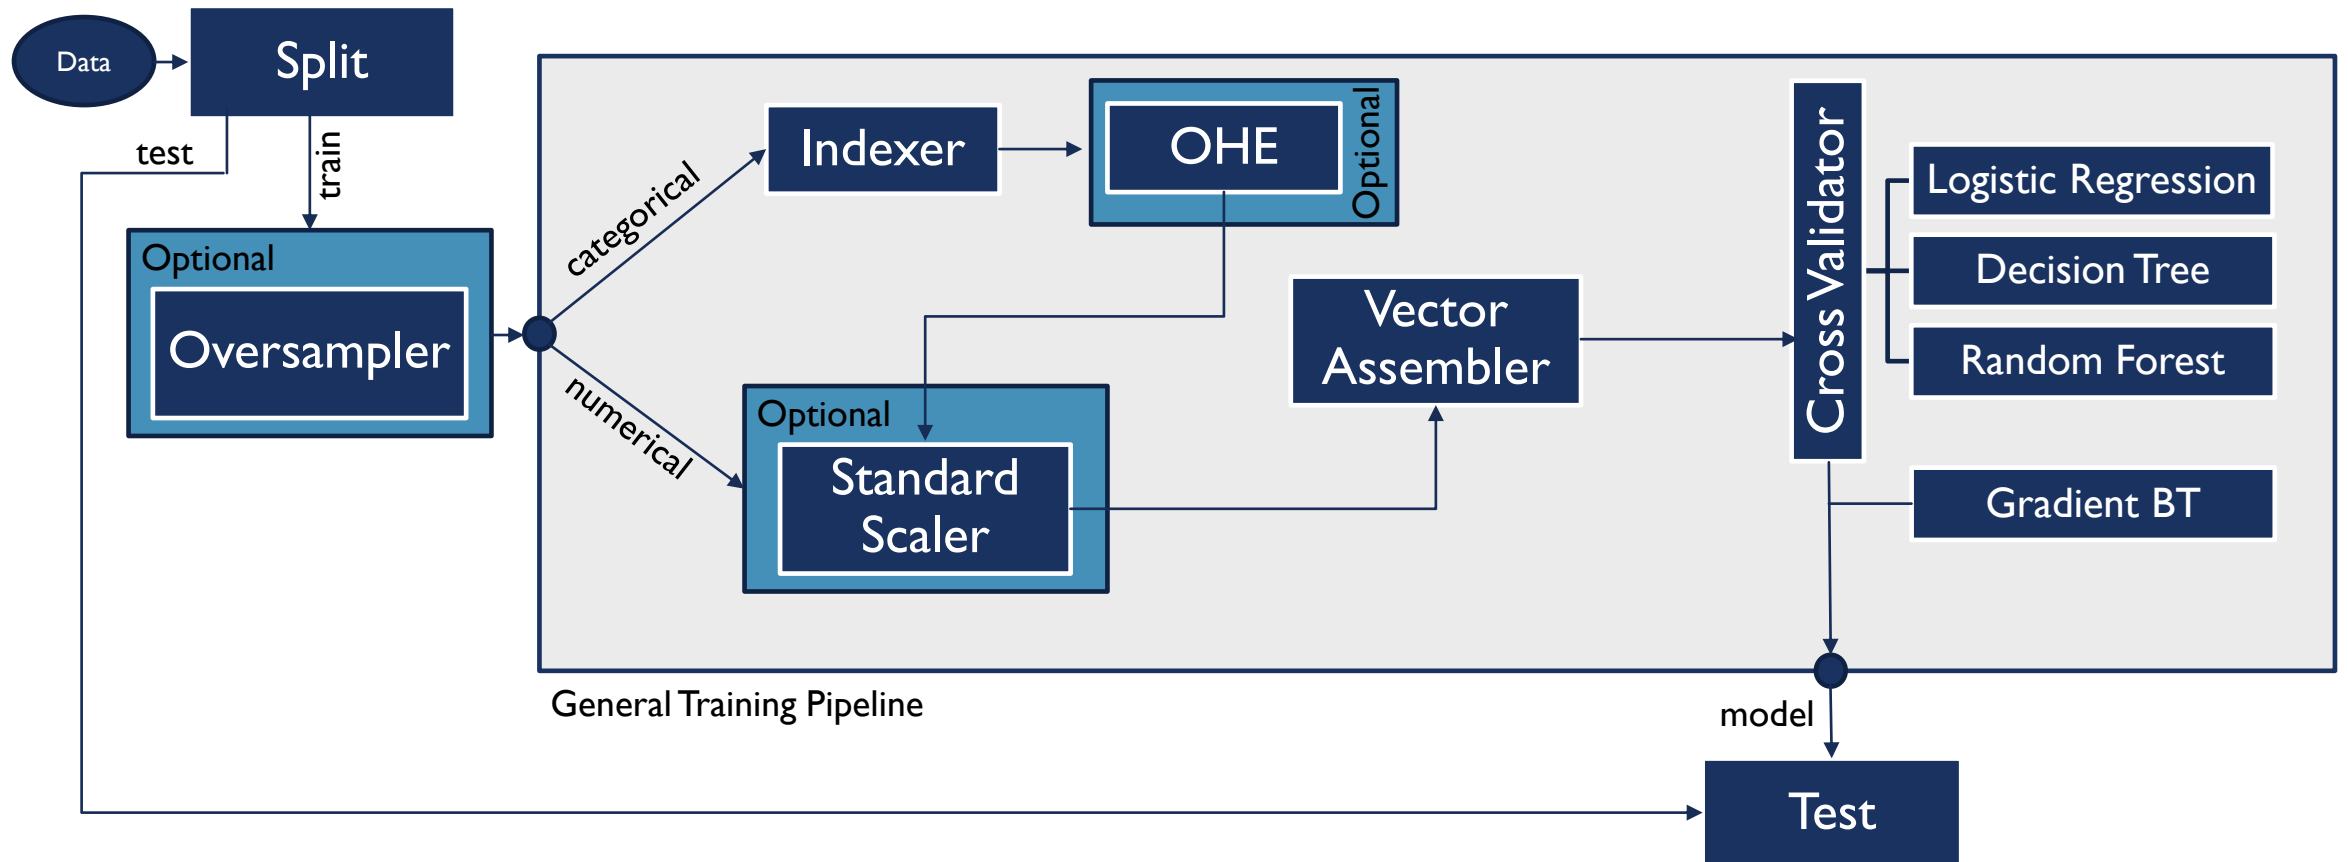 Data
Split
test
train
Optional
Oversampler
categorical
numerical
Indexer
OHE
Optional
Optional
Standard
Scaler
Vector
Assembler
Cross Validator
Logistic Regression
Decision Tree
Random Forest
Gradient BT
General Training Pipeline
model
Test